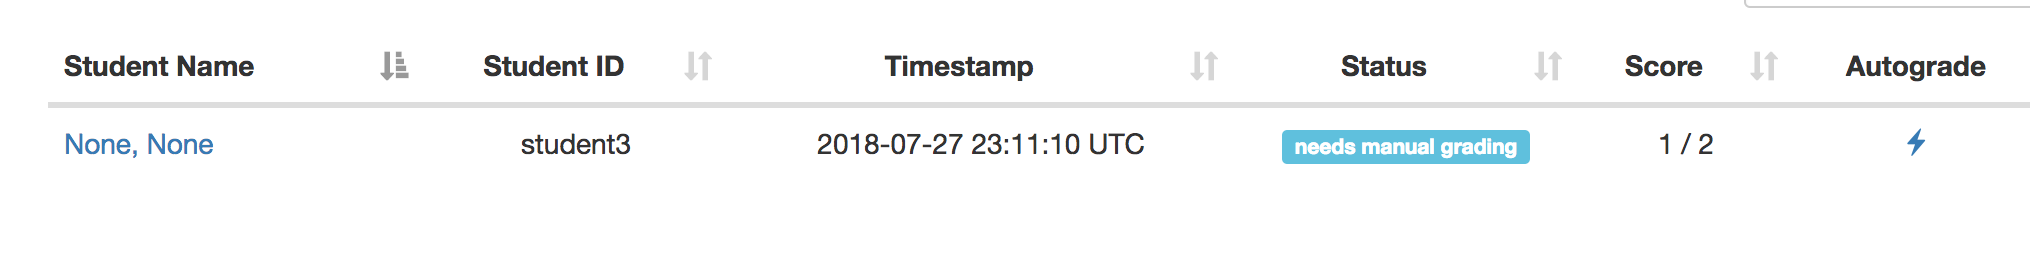 Student Name Student ID Timestamp Status Score Autograde
None, None student3 2018-07-27 23:11:10 UTC needs manual grading 1 / 2